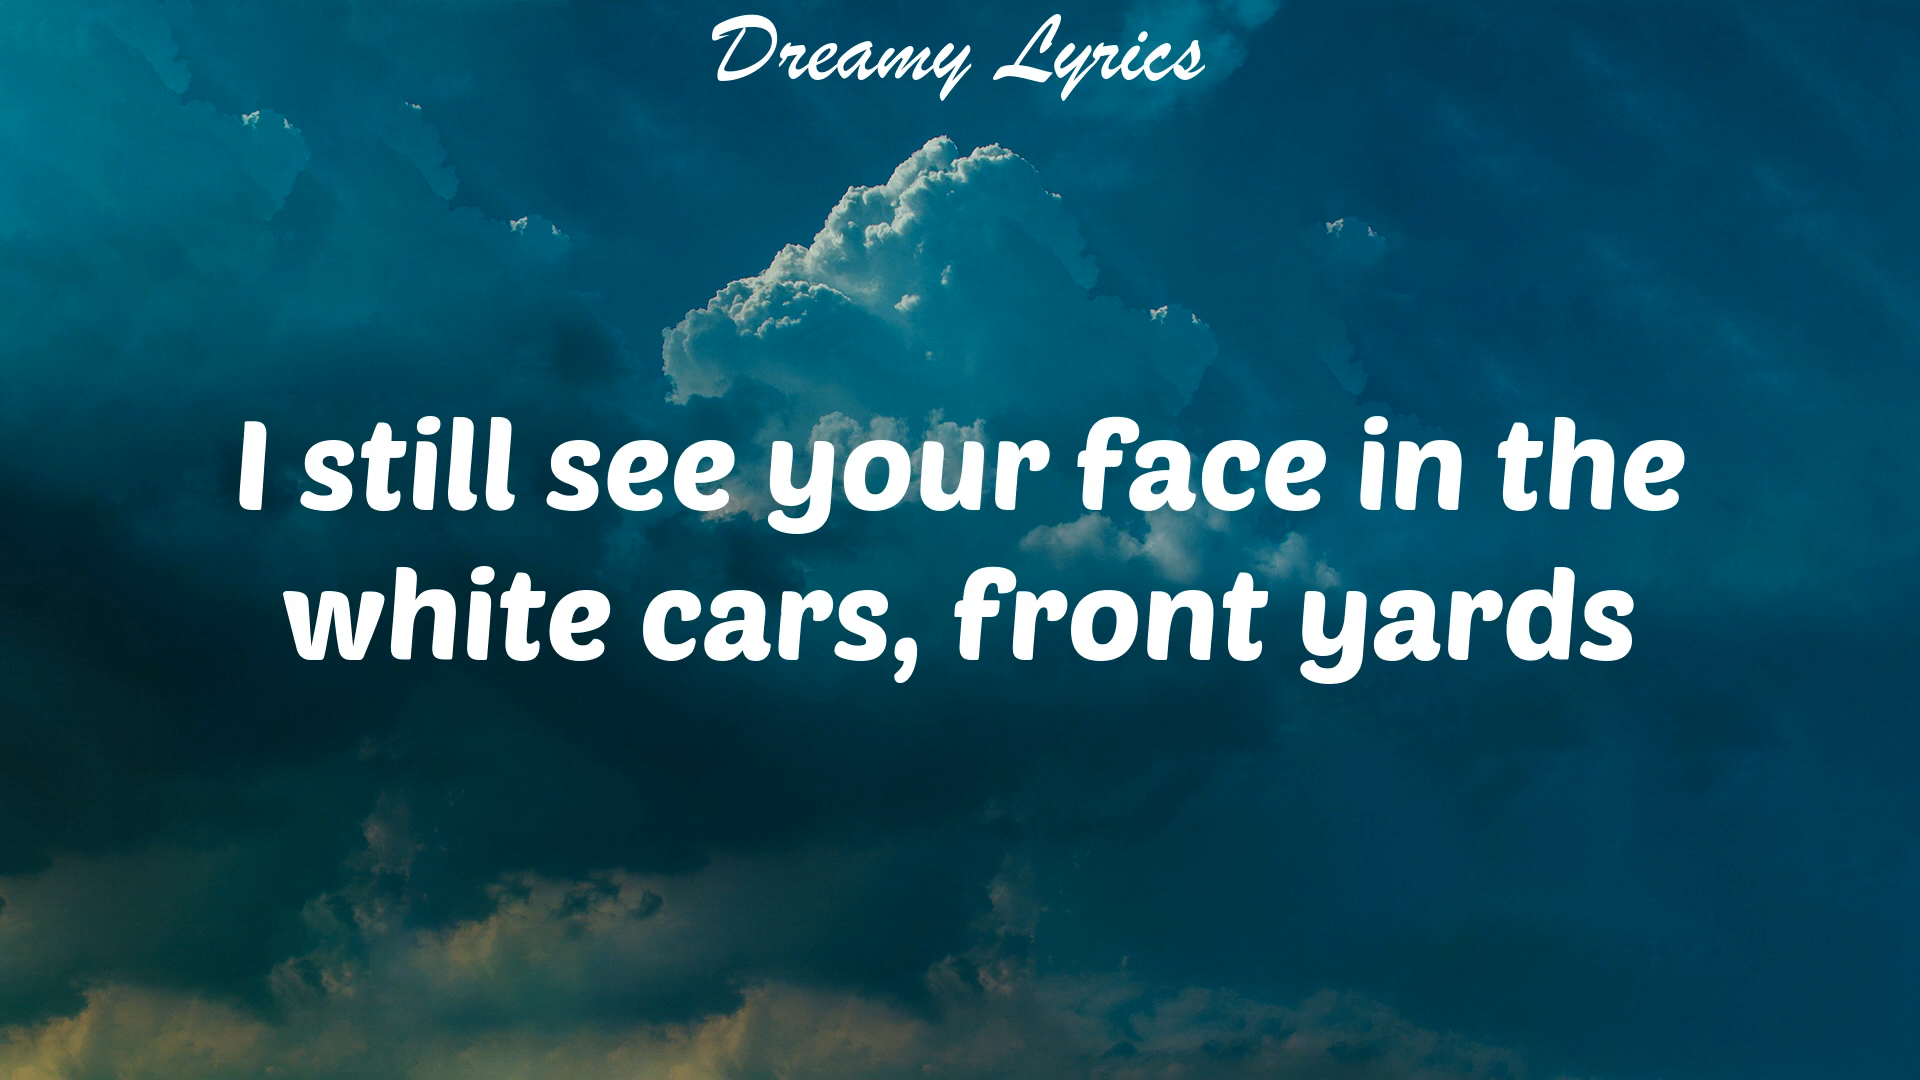 Dreamy Lyrics
I still see your face in the
white cars, front yards